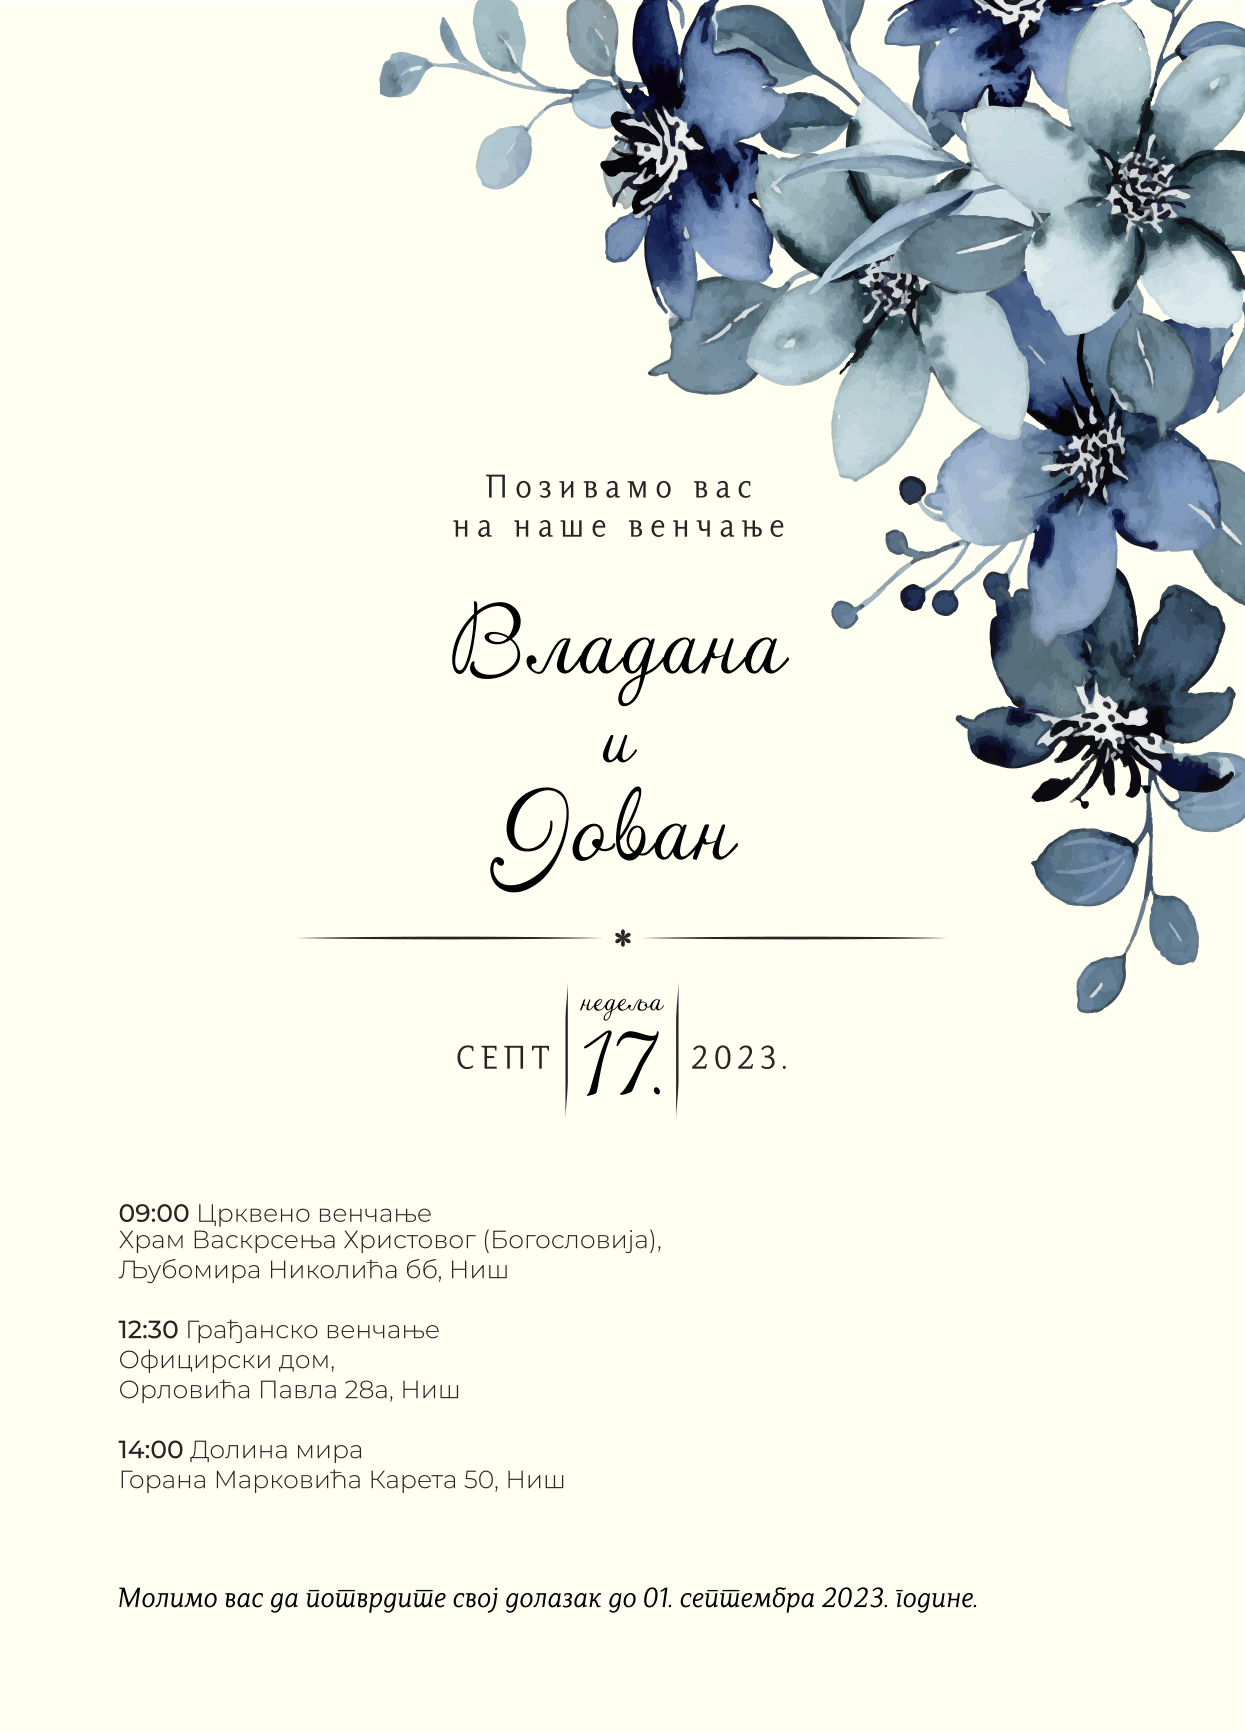 Позивамо вас
на наше венчање
Владана
и
Јован
недеља
СЕПТ 17. 2023.
09:00 Црквено венчање
Храм Васкрсења Христовог (Богословија),
Љубомира Николића бб, Ниш
12:30 Грађанско венчање
Официрски дом,
Орловића Павла 28а, Ниш
14:00 Долина мира
Горана Марковића Карета 50, Ниш
Молимо вас да потврдите свој долазак до 01. септембра 2023. године.